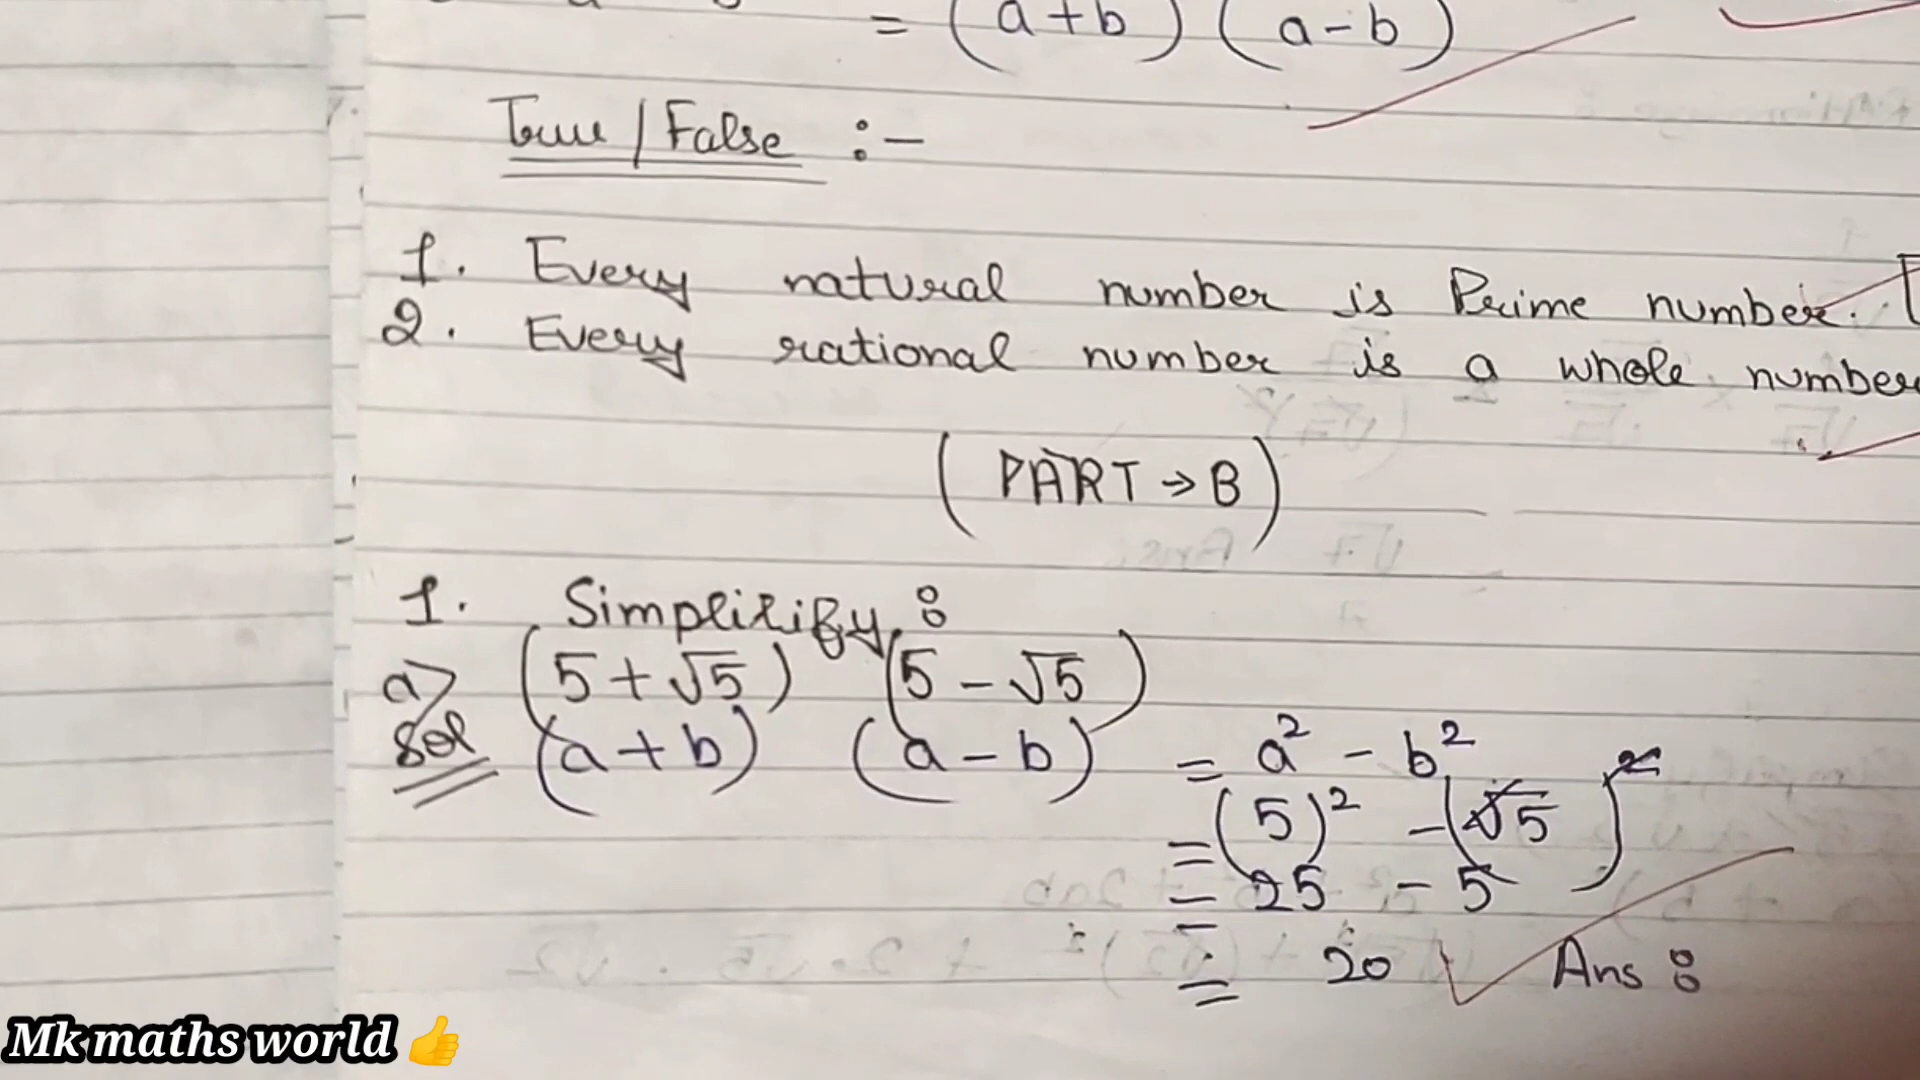 = (a+b) (a-b)
True / False :-
1. Every natural number is Prime number. [
2. Every rational number is a whole number
(PART → B)
1. Simplizify :
a> (5+√5) (5-√5)
Sol (a+b) (a-b) = a² - b²
= (5)² - (√5)²
= 25 - 5
= 20 Ans :
Mk maths world 👍